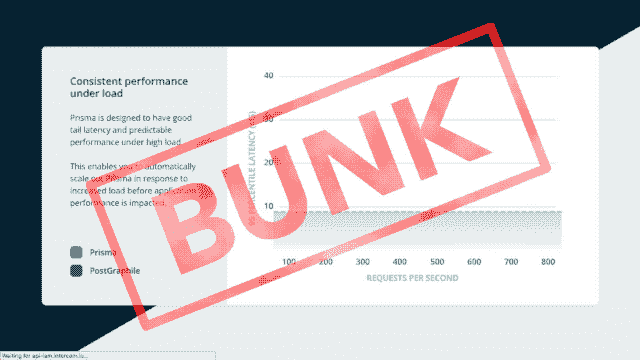 Consistent performance
under load
Prisma is designed to have good
tail latency and predictable
performance under high load.
This enables you to automatically
scale out Prisma in response to
increased load before application
performance is impacted.
Prisma
PostGraphile
40
30
20
10
PERCENTILE LATENCY
100 200 300 400 500 600 700 800
REQUESTS PER SECOND
BUNK
Waiting for api-iam.intercom.io...